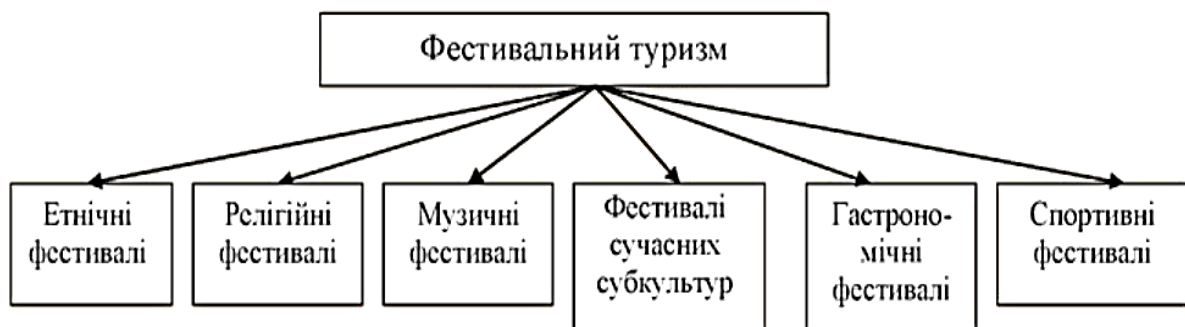 Фестивальний туризм
Етнічні
фестивалі
Релігійні
фестивалі
Музичні
фестивалі
Фестивалі
сучасних
субкультур
Гастроно-
мічні
фестивалі
Спортивні
фестивалі